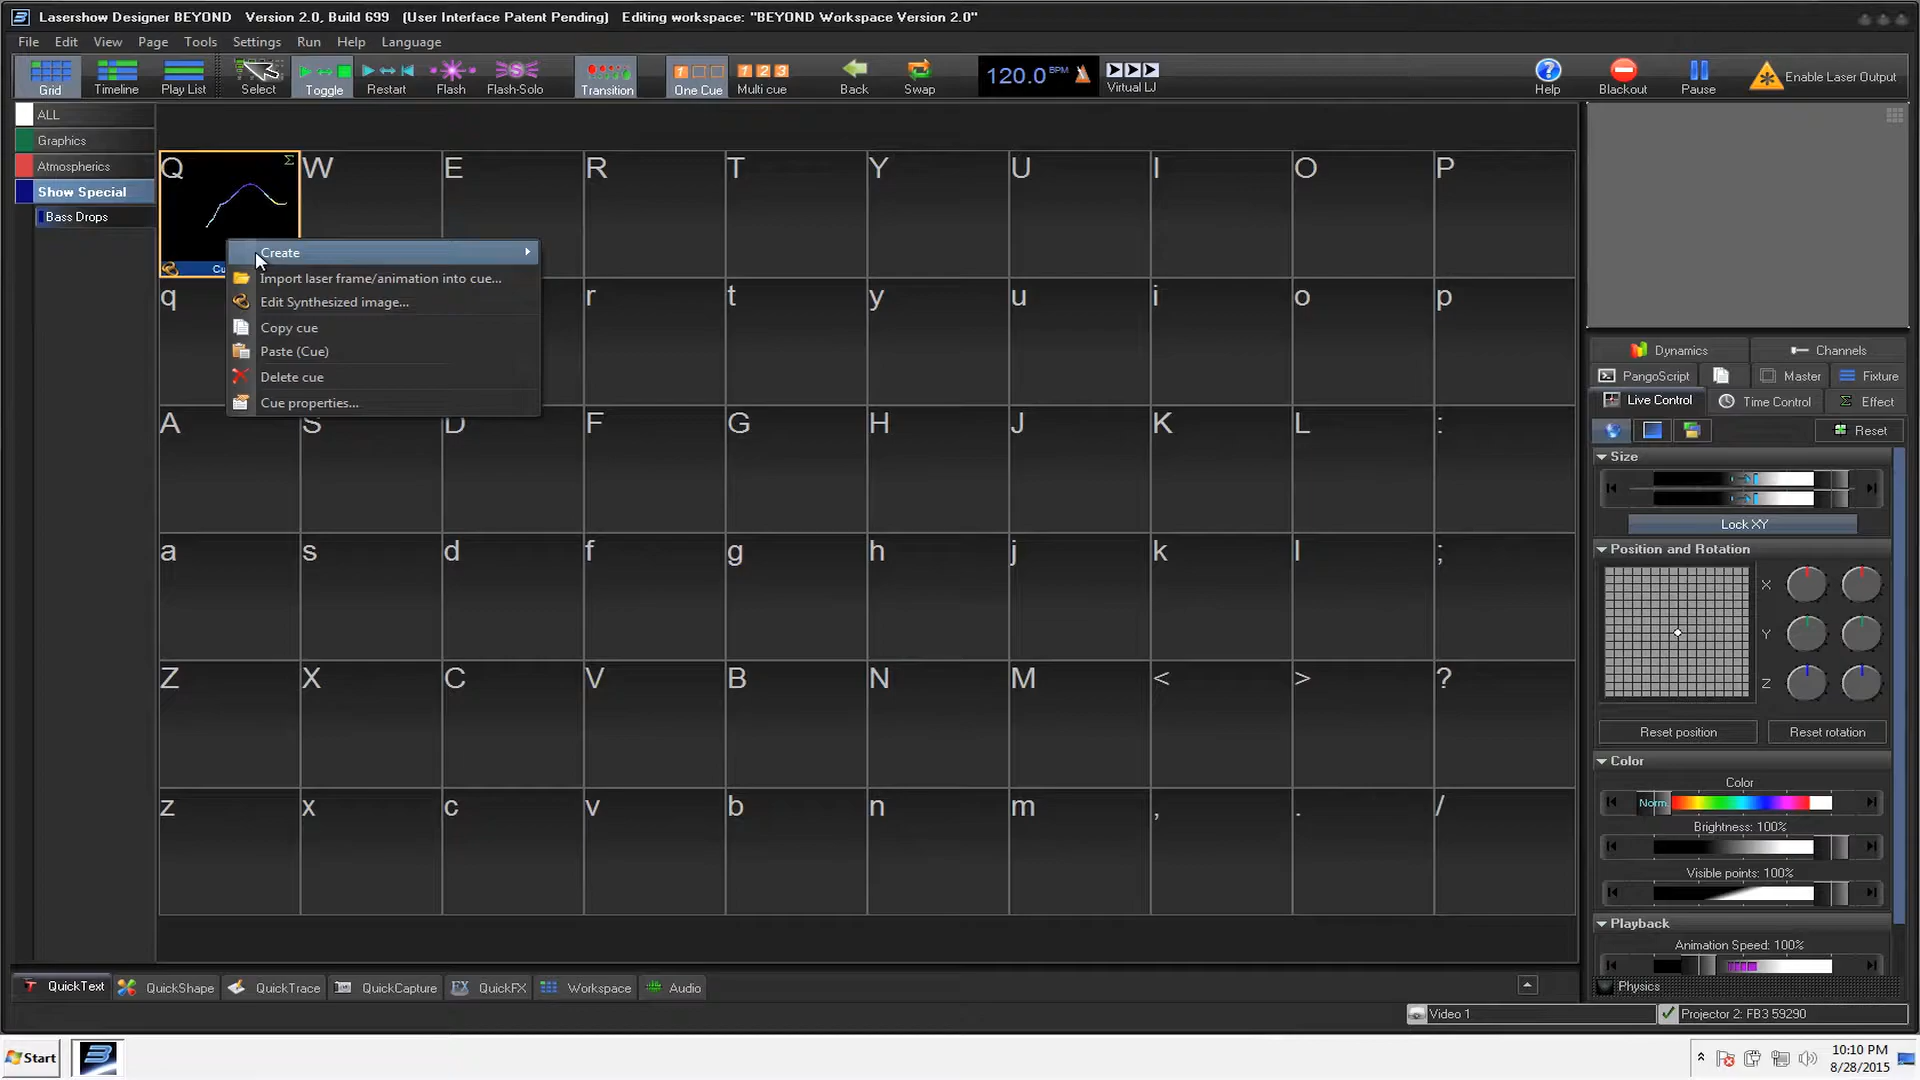 Lasershow Designer BEYOND Version 2.0, Build 699 (User Interface Patent Pending) Editing workspace: "BEYOND Workspace Version 2.0"
File Edit View Page Tools Settings Run Help Language
Grid Timeline Play List Select Toggle Restart Flash Flash-Solo Transition One Cue Multi cue Back Swap 120.0 BPM Virtual LJ Help Blackout Pause Enable Laser Output
ALL
Graphics
Atmospherics
Show Special
Bass Drops
Q W E R T Y U I O P
Create
Import laser frame/animation into cue...
Edit Synthesized image...
Copy cue
Paste (Cue)
Delete cue
Cue properties...
q r t y u i o p
A S D F G H J K L :
a s d f g h j k l ;
Z X C V B N M < > ?
z x c v b n m , . /
Dynamics Channels
PangoScript Master Fixture
Live Control Time Control Effect
Reset
Size
Lock XY
Position and Rotation
X
Y
Z
Reset position Reset rotation
Color
Color
Norm.
Brightness: 100%
Visible points: 100%
Playback
Animation Speed: 100%
Physics
QuickText QuickShape QuickTrace QuickCapture FX QuickFX Workspace Audio
Video 1 Projector 2: FB3 59290
Start
10:10 PM
8/28/2015